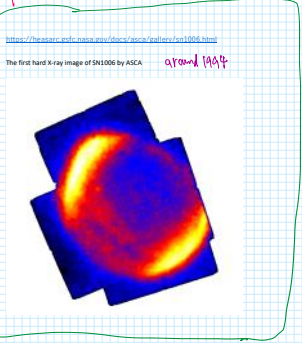 https://heasarc.gsfc.nasa.gov/docs/asca/gallery/sn1006.html
The first hard X-ray image of SN1006 by ASCA around 1994